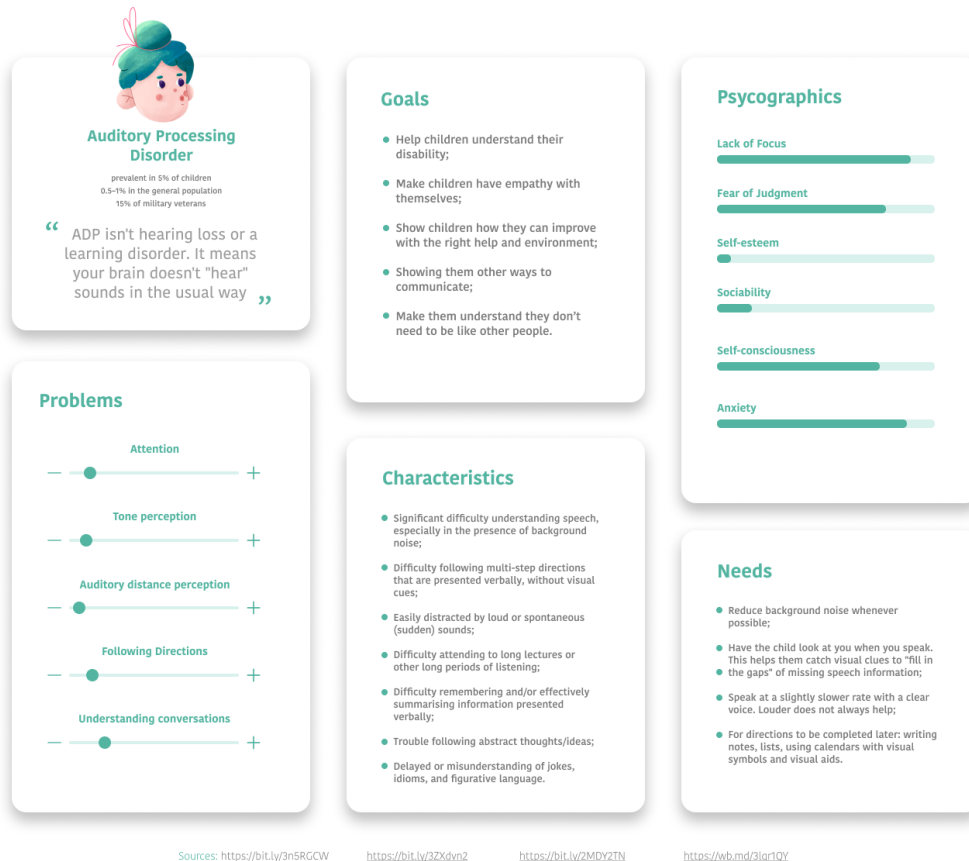 Auditory Processing
Disorder
prevalent in 5% of children
0.5–1% in the general population
15% of military veterans
“ ADP isn't hearing loss or a
learning disorder. It means
your brain doesn't "hear"
sounds in the usual way ”
Problems
Attention
Tone perception
Auditory distance perception
Following Directions
Understanding conversations
Goals
Help children understand their
disability;
Make children have empathy with
themselves;
Show children how they can improve
with the right help and environment;
Showing them other ways to
communicate;
Make them understand they don’t
need to be like other people.
Characteristics
Significant difficulty understanding speech,
especially in the presence of background
noise;
Difficulty following multi-step directions
that are presented verbally, without visual
cues;
Easily distracted by loud or spontaneous
(sudden) sounds;
Difficulty attending to long lectures or
other long periods of listening;
Difficulty remembering and/or effectively
summarising information presented
verbally;
Trouble following abstract thoughts/ideas;
Delayed or misunderstanding of jokes,
idioms, and figurative language.
Psycographics
Lack of Focus
Fear of Judgment
Self-esteem
Sociability
Self-consciousness
Anxiety
Needs
Reduce background noise whenever
possible;
Have the child look at you when you speak.
This helps them catch visual clues to "fill in
the gaps" of missing speech information;
Speak at a slightly slower rate with a clear
voice. Louder does not always help;
For directions to be completed later: writing
notes, lists, using calendars with visual
symbols and visual aids.
Sources: https://bit.ly/3n5RGCW https://bit.ly/3ZXdvn2 https://bit.ly/2MDY2TN https://wb.md/3lqr1QY